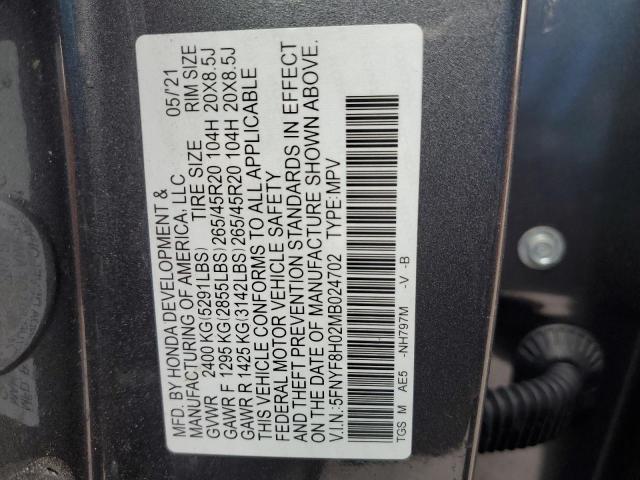 MFD. BY HONDA DEVELOPMENT & 05/'21
MANUFACTURING OF AMERICA, LLC
GVWR 2400 KG(5291LBS) TIRE SIZE RIM SIZE
GAWR F 1295 KG(2855LBS) 265/45R20 104H 20X8.5J
GAWR R 1425 KG(3142LBS) 265/45R20 104H 20X8.5J
THIS VEHICLE CONFORMS TO ALL APPLICABLE
FEDERAL MOTOR VEHICLE SAFETY
AND THEFT PREVENTION STANDARDS IN EFFECT
ON THE DATE OF MANUFACTURE SHOWN ABOVE.
V.I.N.:5FNYF8H02MB024702 TYPE:MPV
TGS M AE5 -NH797M -V -B